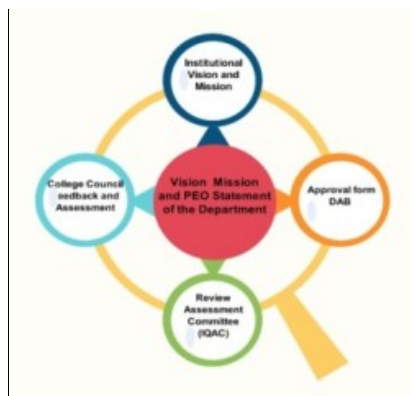 Institutional
Vision and
Mission
College Council
eedback and
Assessment
Vision Mission
and PEO Statement
of the Department
Approval form
DAB
Review
Assessment
Committee
(IQAC)